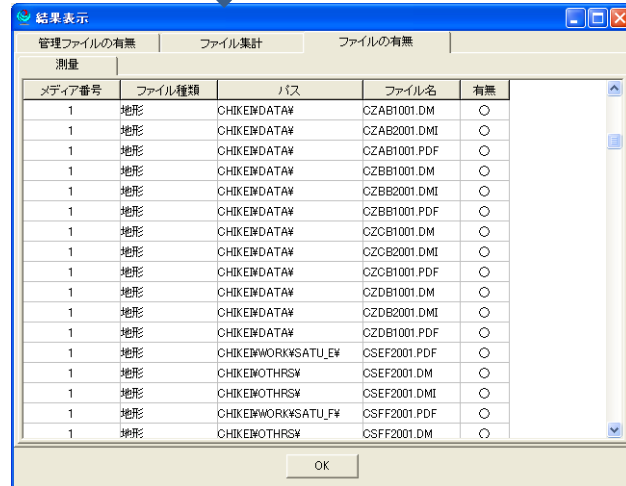 結果表示
管理ファイルの有無 ファイル集計 ファイルの有無
測量
メディア番号 ファイル種類 パス ファイル名 有無
1 地形 CHIKEI¥DATA¥ CZAB1001.DM ○
1 地形 CHIKEI¥DATA¥ CZAB2001.DMI ○
1 地形 CHIKEI¥DATA¥ CZAB1001.PDF ○
1 地形 CHIKEI¥DATA¥ CZBB1001.DM ○
1 地形 CHIKEI¥DATA¥ CZBB2001.DMI ○
1 地形 CHIKEI¥DATA¥ CZBB1001.PDF ○
1 地形 CHIKEI¥DATA¥ CZCB1001.DM ○
1 地形 CHIKEI¥DATA¥ CZCB2001.DMI ○
1 地形 CHIKEI¥DATA¥ CZCB1001.PDF ○
1 地形 CHIKEI¥DATA¥ CZDB1001.DM ○
1 地形 CHIKEI¥DATA¥ CZDB2001.DMI ○
1 地形 CHIKEI¥DATA¥ CZDB1001.PDF ○
1 地形 CHIKEI¥WORK¥SATU_E¥ CSEF2001.PDF ○
1 地形 CHIKEI¥OTHRS¥ CSEF2001.DM ○
1 地形 CHIKEI¥OTHRS¥ CSEF2001.DMI ○
1 地形 CHIKEI¥WORK¥SATU_F¥ CSFF2001.PDF ○
1 地形 CHIKEI¥OTHRS¥ CSFF2001.DM ○
OK